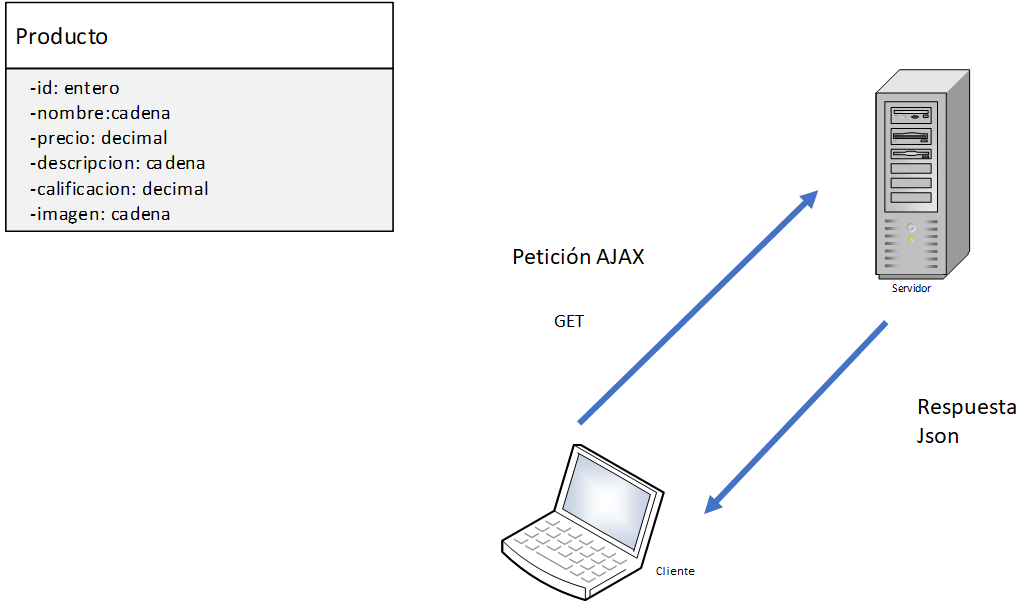 Producto
-id: entero
-nombre:cadena
-precio: decimal
-descripcion: cadena
-calificacion: decimal
-imagen: cadena
Petición AJAX
GET
Servidor
Respuesta
Json
Cliente